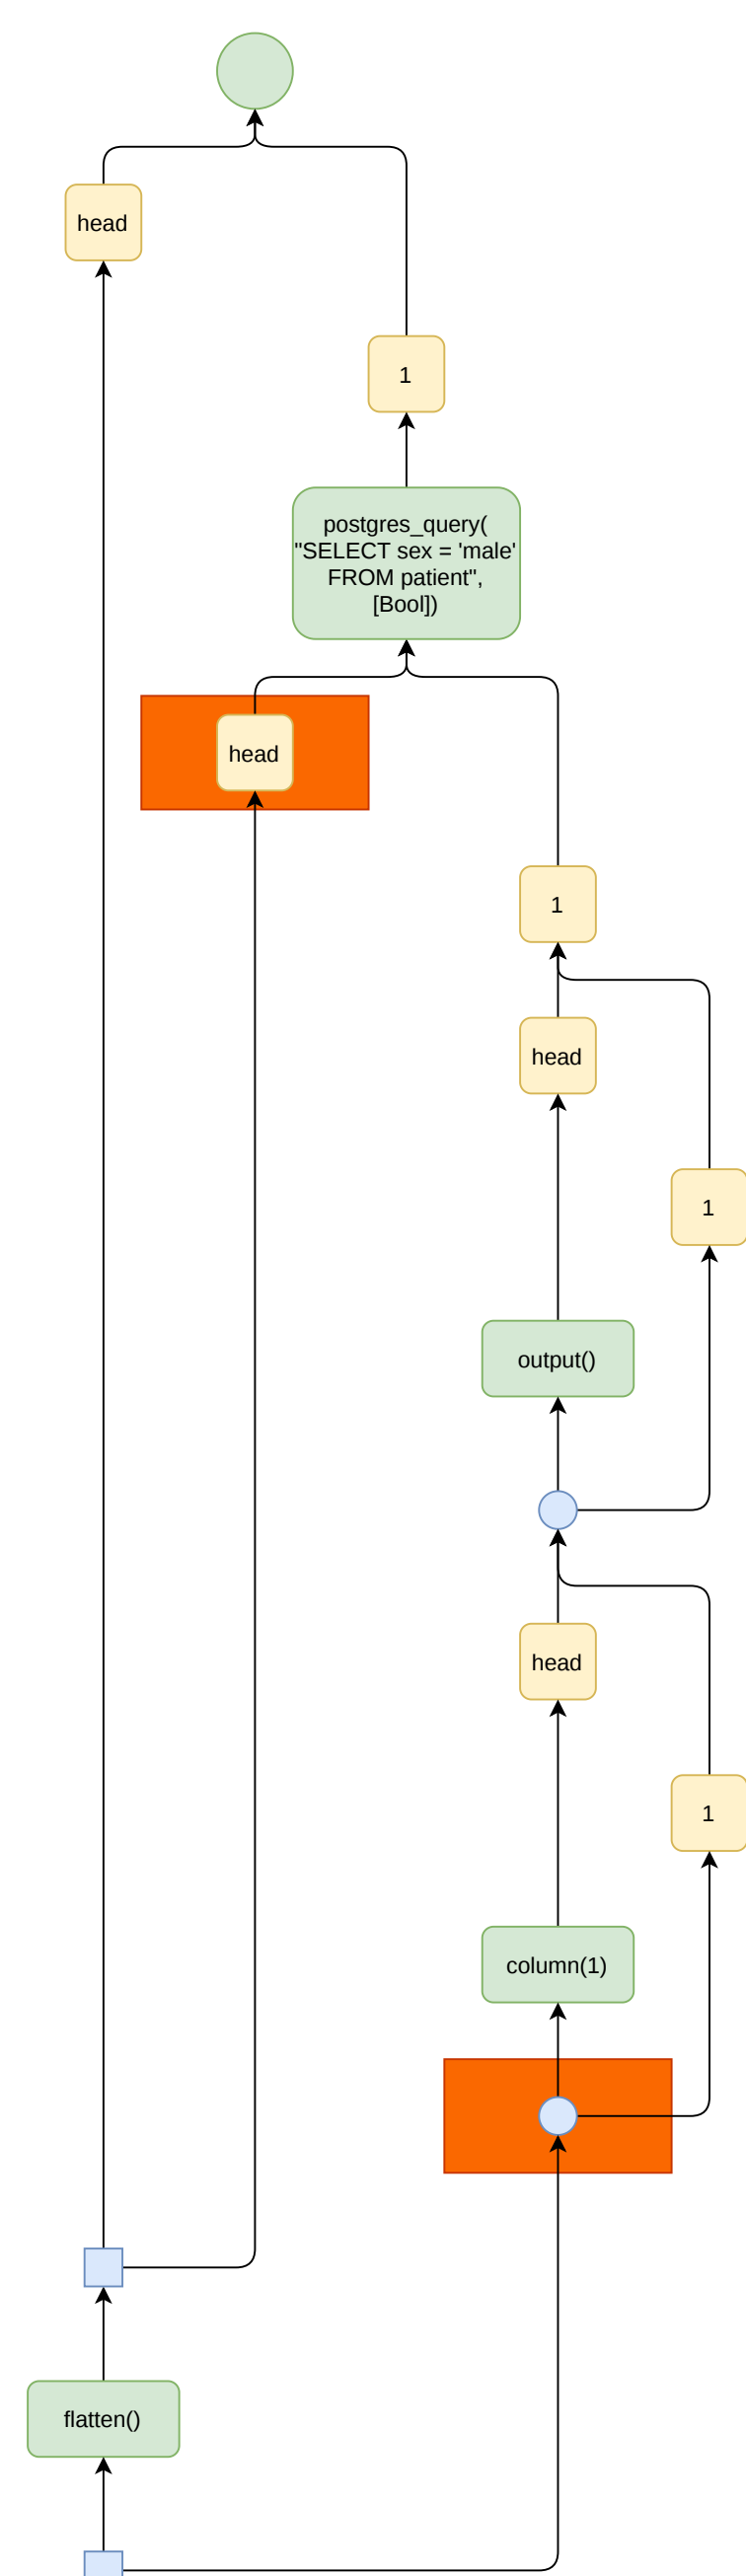 head
1
postgres_query(
"SELECT sex = 'male'
FROM patient",
[Bool])
head
1
head
1
output()
head
1
column(1)
flatten()